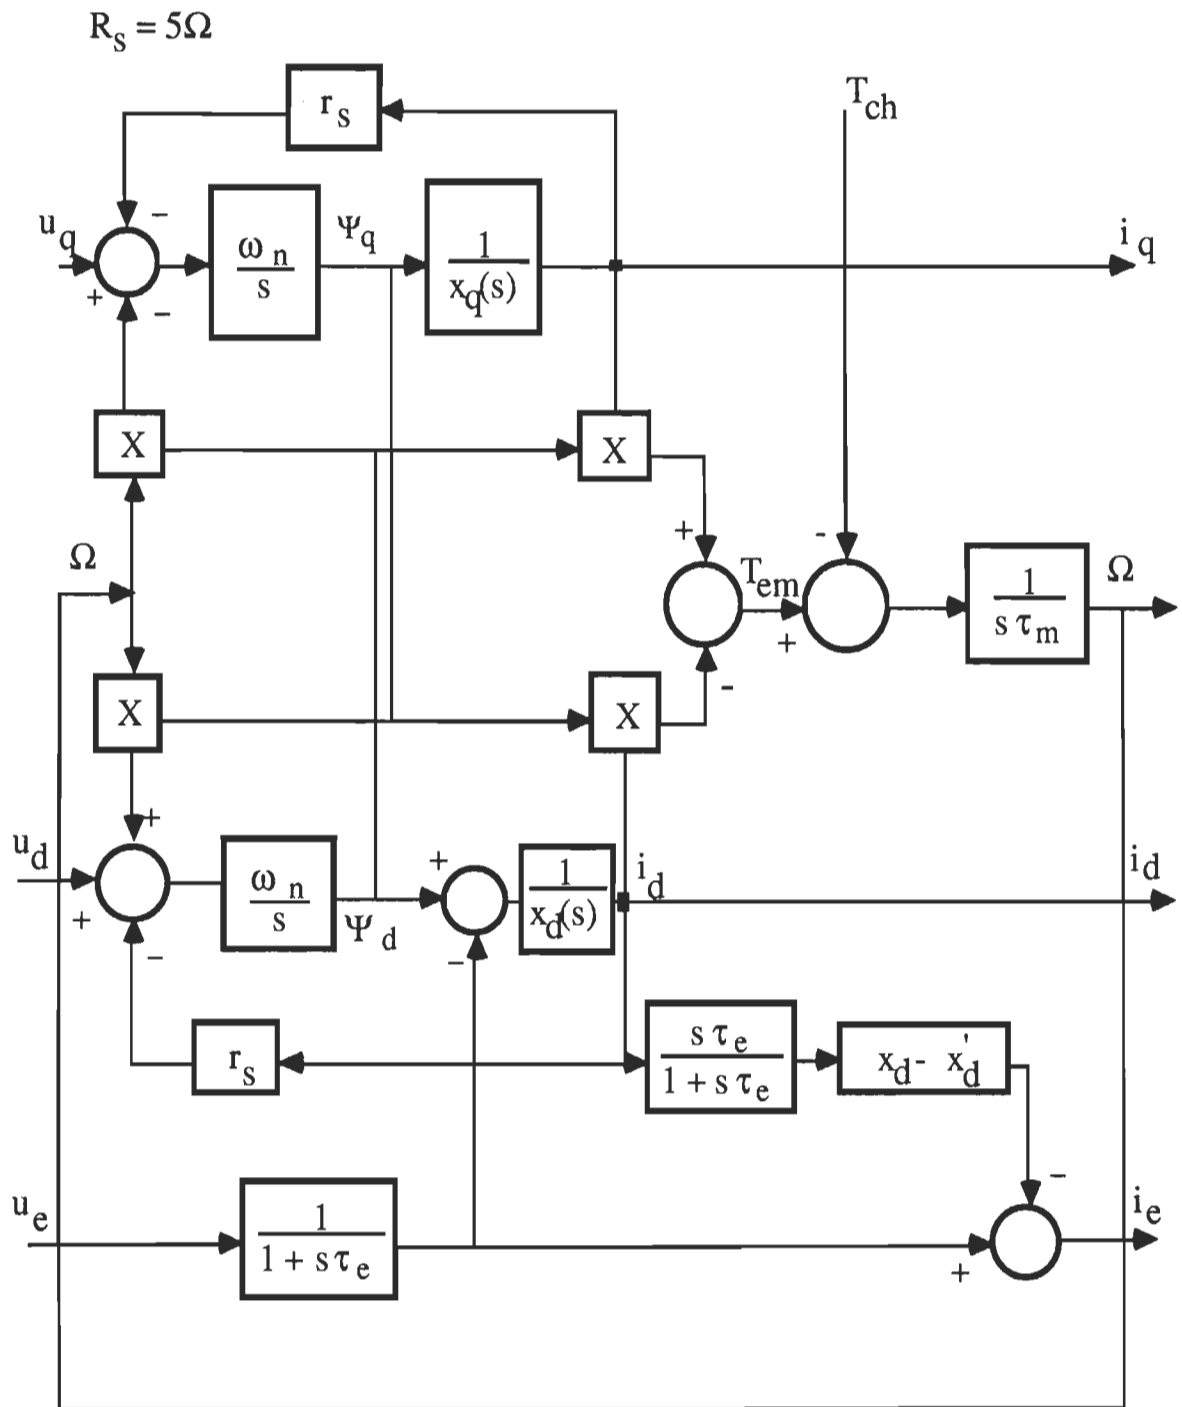 R_s = 5Ω
r_s
T_ch
u_q
-
+
-
ω_n / s
Ψ_q
1 / x_q(s)
i_q
X
X
Ω
+
T_em
-
+
1 / s τ_m
Ω
-
X
X
+
u_d
+
-
ω_n / s
Ψ_d
+
-
1 / x_d(s)
i_d
i_d
r_s
s τ_e / 1 + s τ_e
x_d - x'_d
u_e
1 / 1 + s τ_e
-
+
i_e